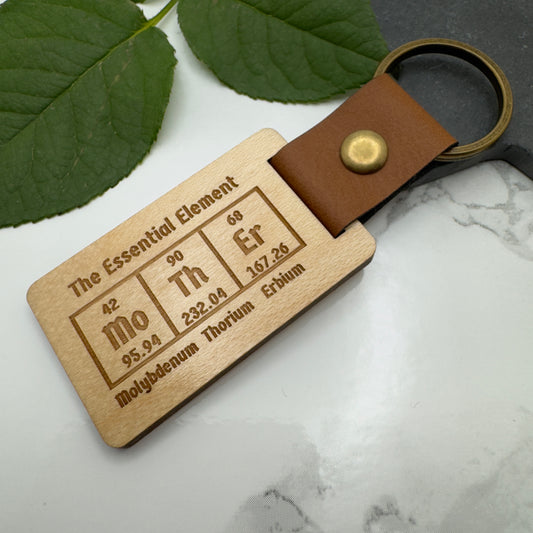 The Essential Element
42 90 68
Mo Th Er
95.94 232.04 167.26
Molybdenum Thorium Erbium